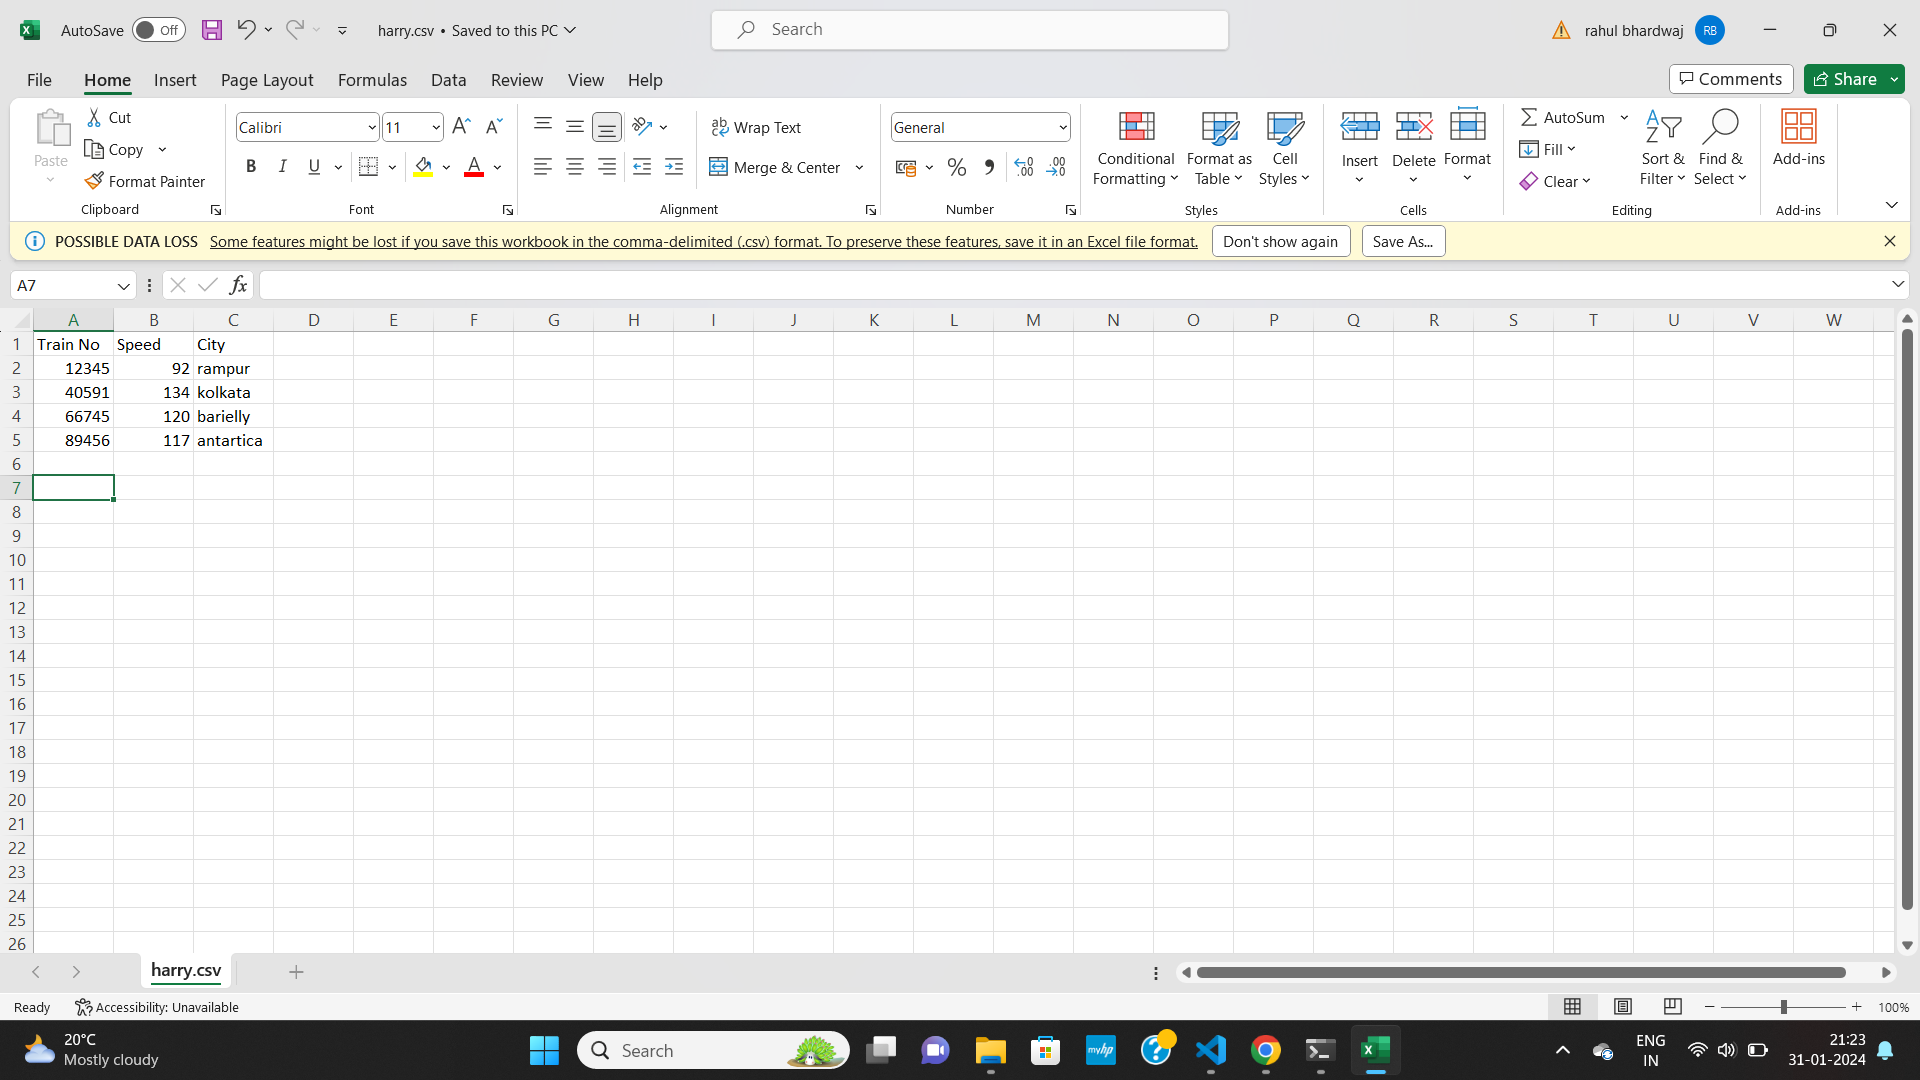 AutoSave Off harry.csv • Saved to this PC Search rahul bhardwaj RB
File Home Insert Page Layout Formulas Data Review View Help Comments Share
Paste Cut Copy Format Painter
Clipboard
Calibri 11
B I U A
Font
Wrap Text
Merge & Center
Alignment
General
% .00
Number
Conditional Formatting Format as Table Cell Styles
Styles
Insert Delete Format
Cells
AutoSum
Fill
Clear
Sort & Filter Find & Select
Editing
Add-ins
Add-ins
POSSIBLE DATA LOSS Some features might be lost if you save this workbook in the comma-delimited (.csv) format. To preserve these features, save it in an Excel file format. Don't show again Save As...
A7 fx
A B C D E F G H I J K L M N O P Q R S T U V W
1 Train No Speed City
2 12345 92 rampur
3 40591 134 kolkata
4 66745 120 barielly
5 89456 117 antartica
6
7
8
9
10
11
12
13
14
15
16
17
18
19
20
21
22
23
24
25
26
harry.csv
Ready Accessibility: Unavailable 100%
20°C
Mostly cloudy
Search
myhp
ENG
IN
21:23
31-01-2024